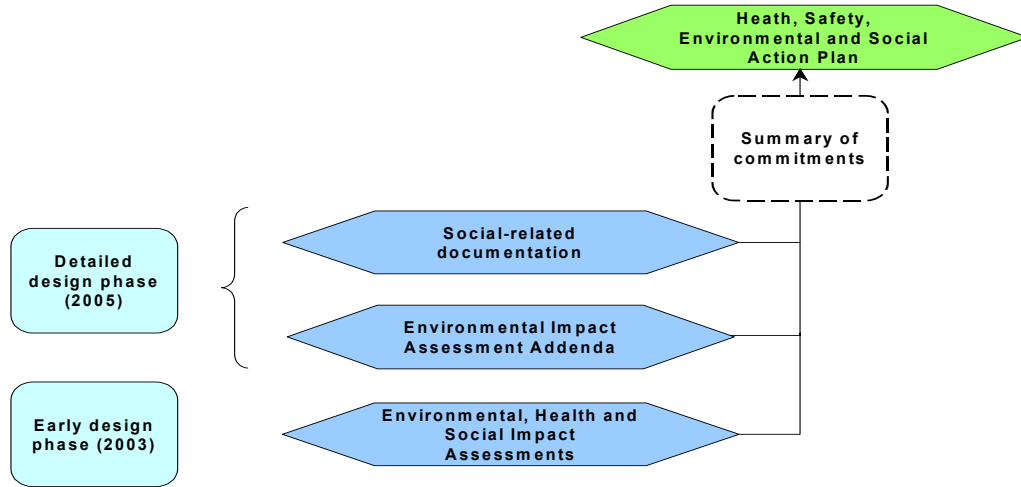 Heath, Safety,
Environmental and Social
Action Plan
Summary of
commitments
Social-related
documentation
Detailed
design phase
(2005)
Environmental Impact
Assessment Addenda
Early design
phase (2003)
Environmental, Health and
Social Impact
Assessments